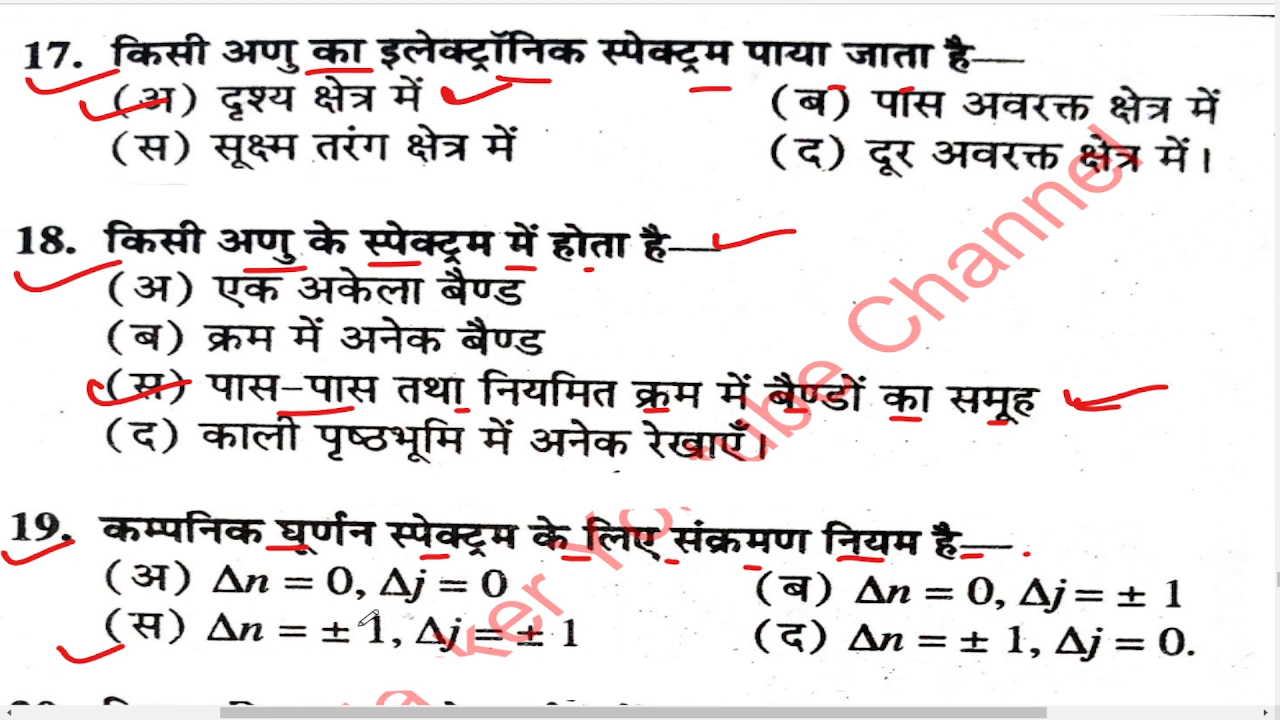 17. किसी अणु का इलेक्ट्रॉनिक स्पेक्ट्रम पाया जाता है—
(अ) दृश्य क्षेत्र में (ब) पास अवरक्त क्षेत्र में
(स) सूक्ष्म तरंग क्षेत्र में (द) दूर अवरक्त क्षेत्र में।
18. किसी अणु के स्पेक्ट्रम में होता है—
(अ) एक अकेला बैण्ड
(ब) क्रम में अनेक बैण्ड
(स) पास-पास तथा नियमित क्रम में बैण्डों का समूह
(द) काली पृष्ठभूमि में अनेक रेखाएँ।
19. कम्पनिक घूर्णन स्पेक्ट्रम के लिए संक्रमण नियम है—
(अ) Δn = 0, Δj = 0 (ब) Δn = 0, Δj = ± 1
(स) Δn = ± 1, Δj = ± 1 (द) Δn = ± 1, Δj = 0.
Channel